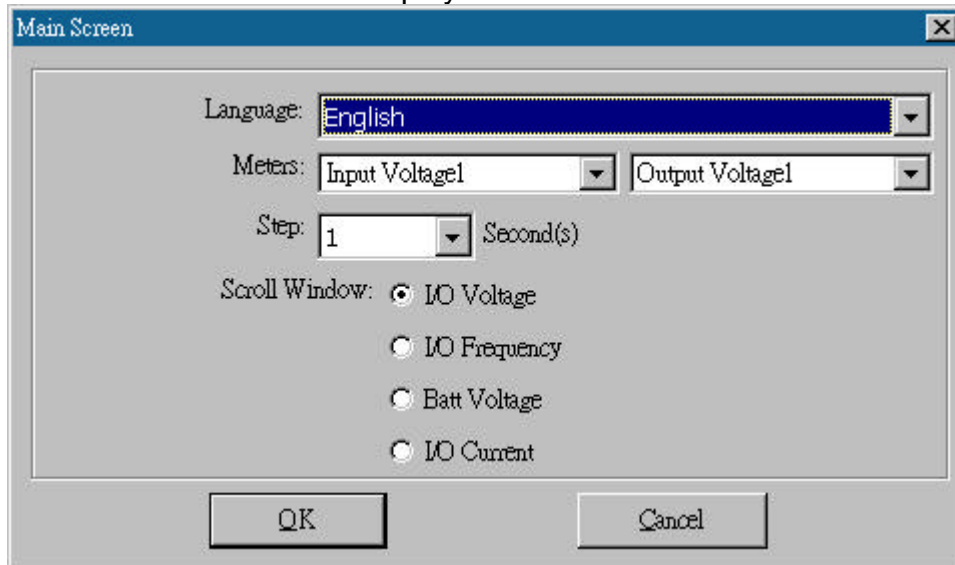 Main Screen
Language: English
Meters: Input Voltage1 Output Voltage1
Step: 1 Second(s)
Scroll Window: I/O Voltage
I/O Frequency
Batt Voltage
I/O Current
OK Cancel